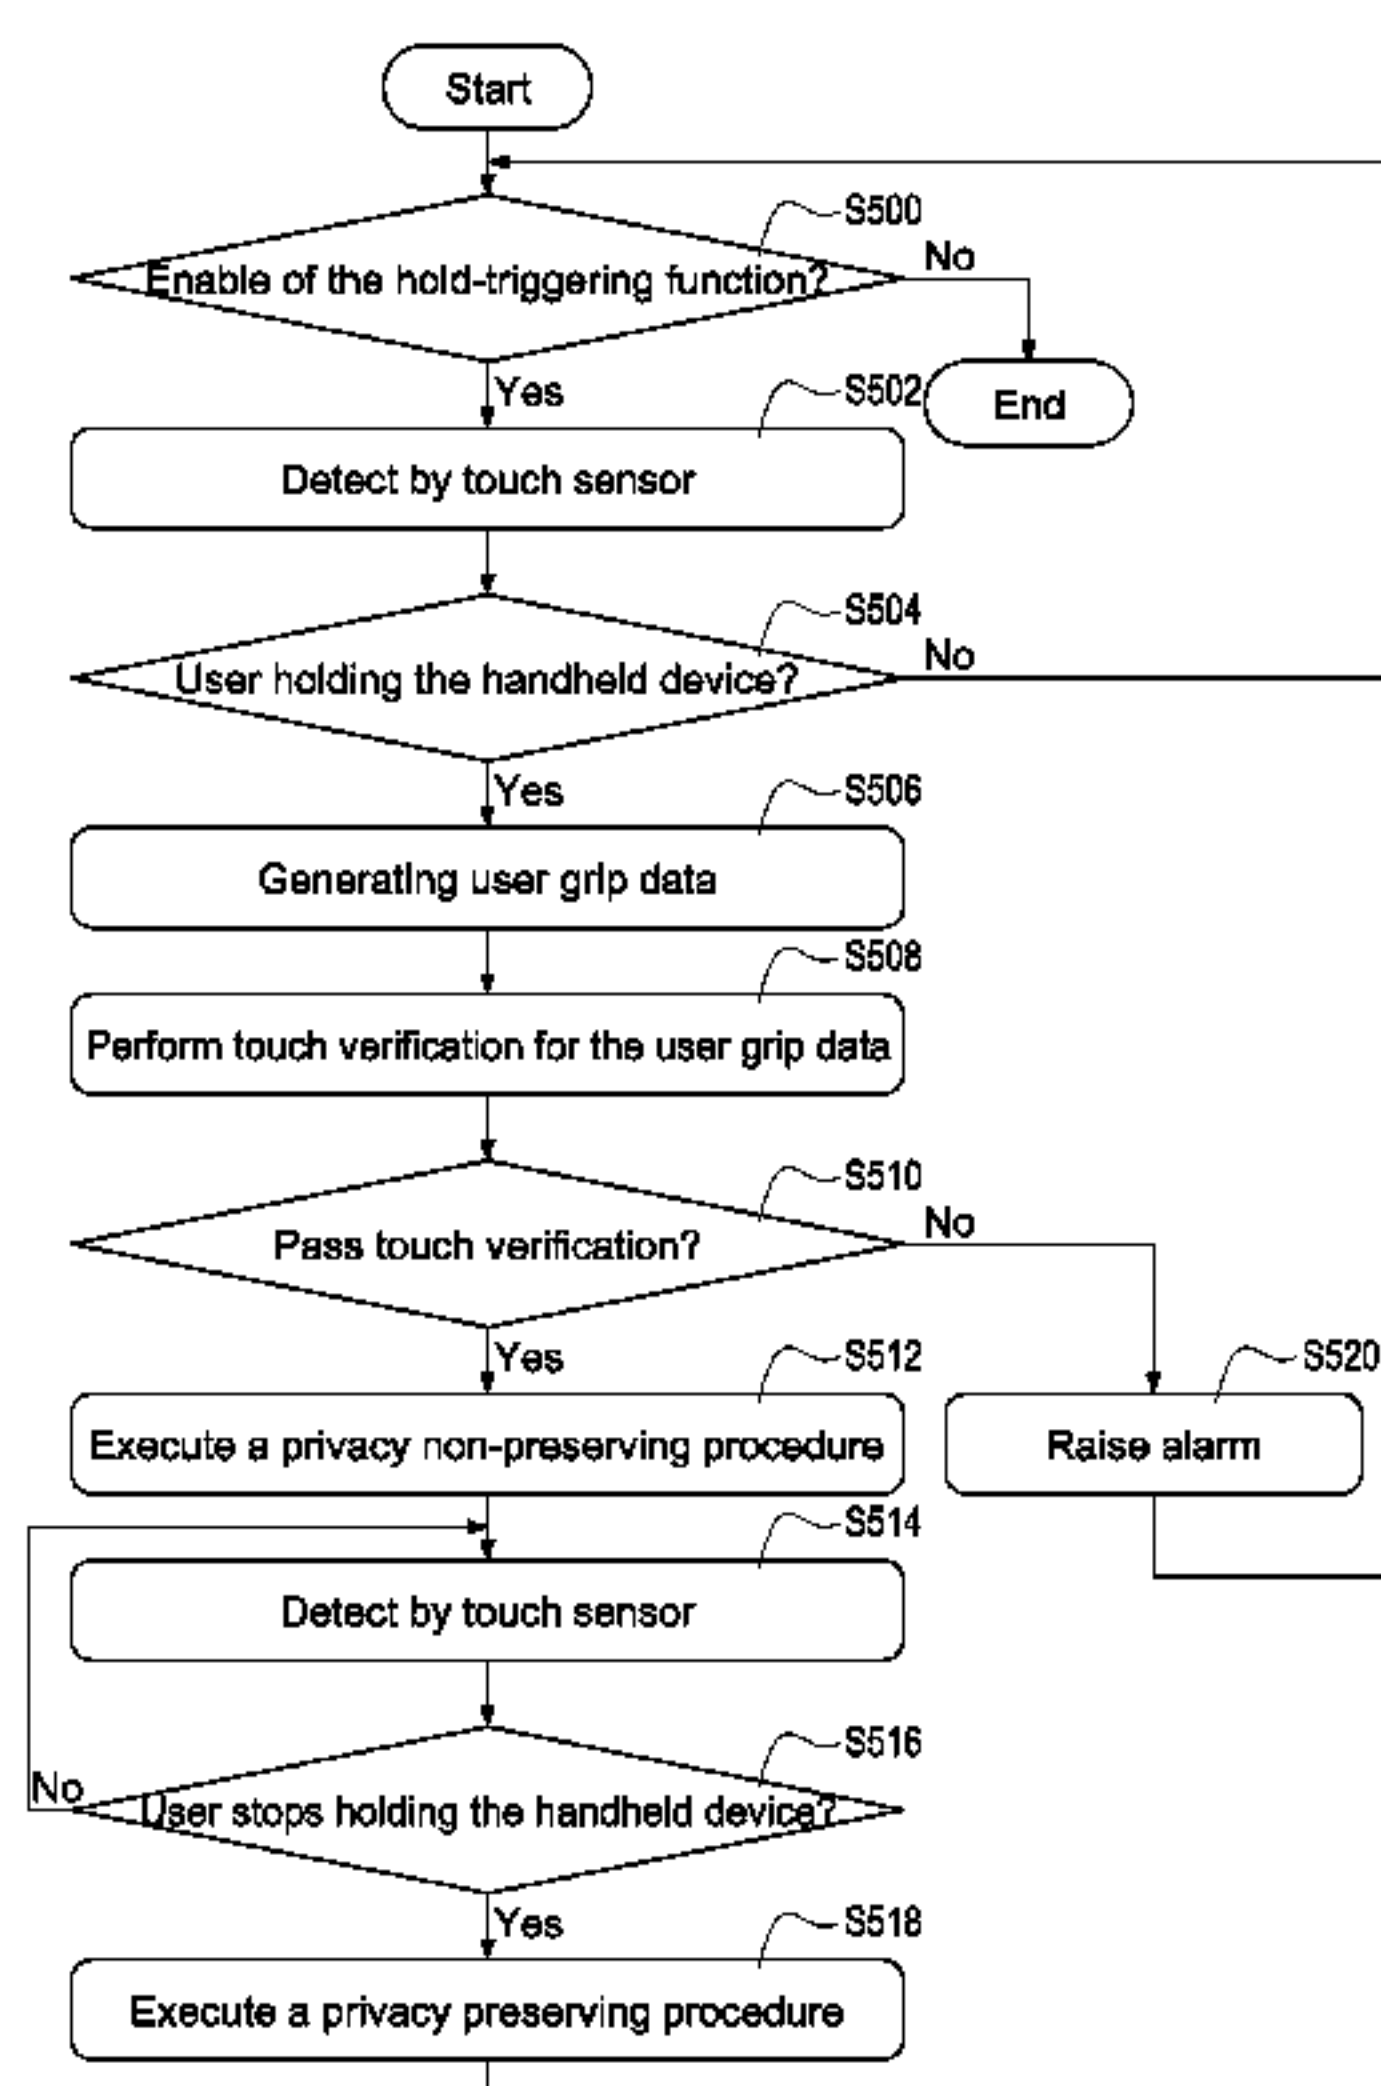 Start
S500
Enable of the hold-triggering function?
No
Yes
S502
End
Detect by touch sensor
S504
User holding the handheld device?
No
Yes
S506
Generating user grip data
S508
Perform touch verification for the user grip data
S510
Pass touch verification?
No
Yes
S512
S520
Execute a privacy non-preserving procedure
Raise alarm
S514
Detect by touch sensor
S516
No
User stops holding the handheld device?
Yes
S518
Execute a privacy preserving procedure